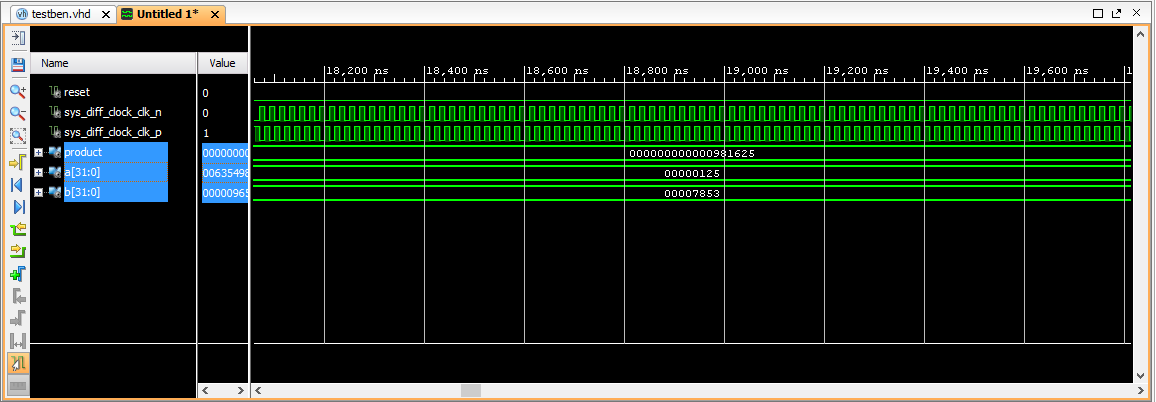 testben.vhd Untitled 1*
Name Value
18,200 ns 18,400 ns 18,600 ns 18,800 ns 19,000 ns 19,200 ns 19,400 ns 19,600 ns
reset 0
sys_diff_clock_clk_n 0
sys_diff_clock_clk_p 1
product 00000000 000000000000981625
a[31:0] 00635498 00000125
b[31:0] 00000965 00007853